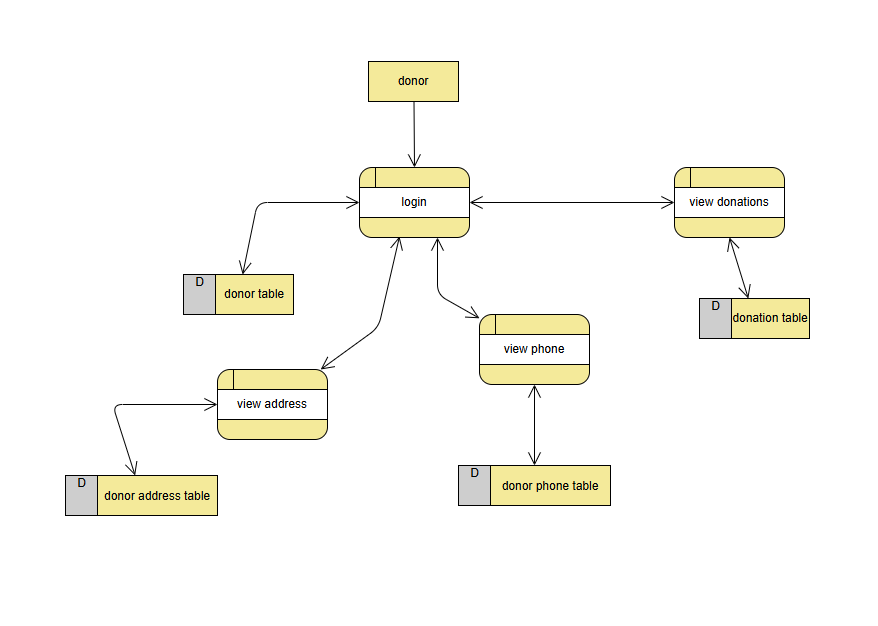 donor
login
view donations
D
donor table
D
donation table
view phone
view address
D
donor phone table
D
donor address table